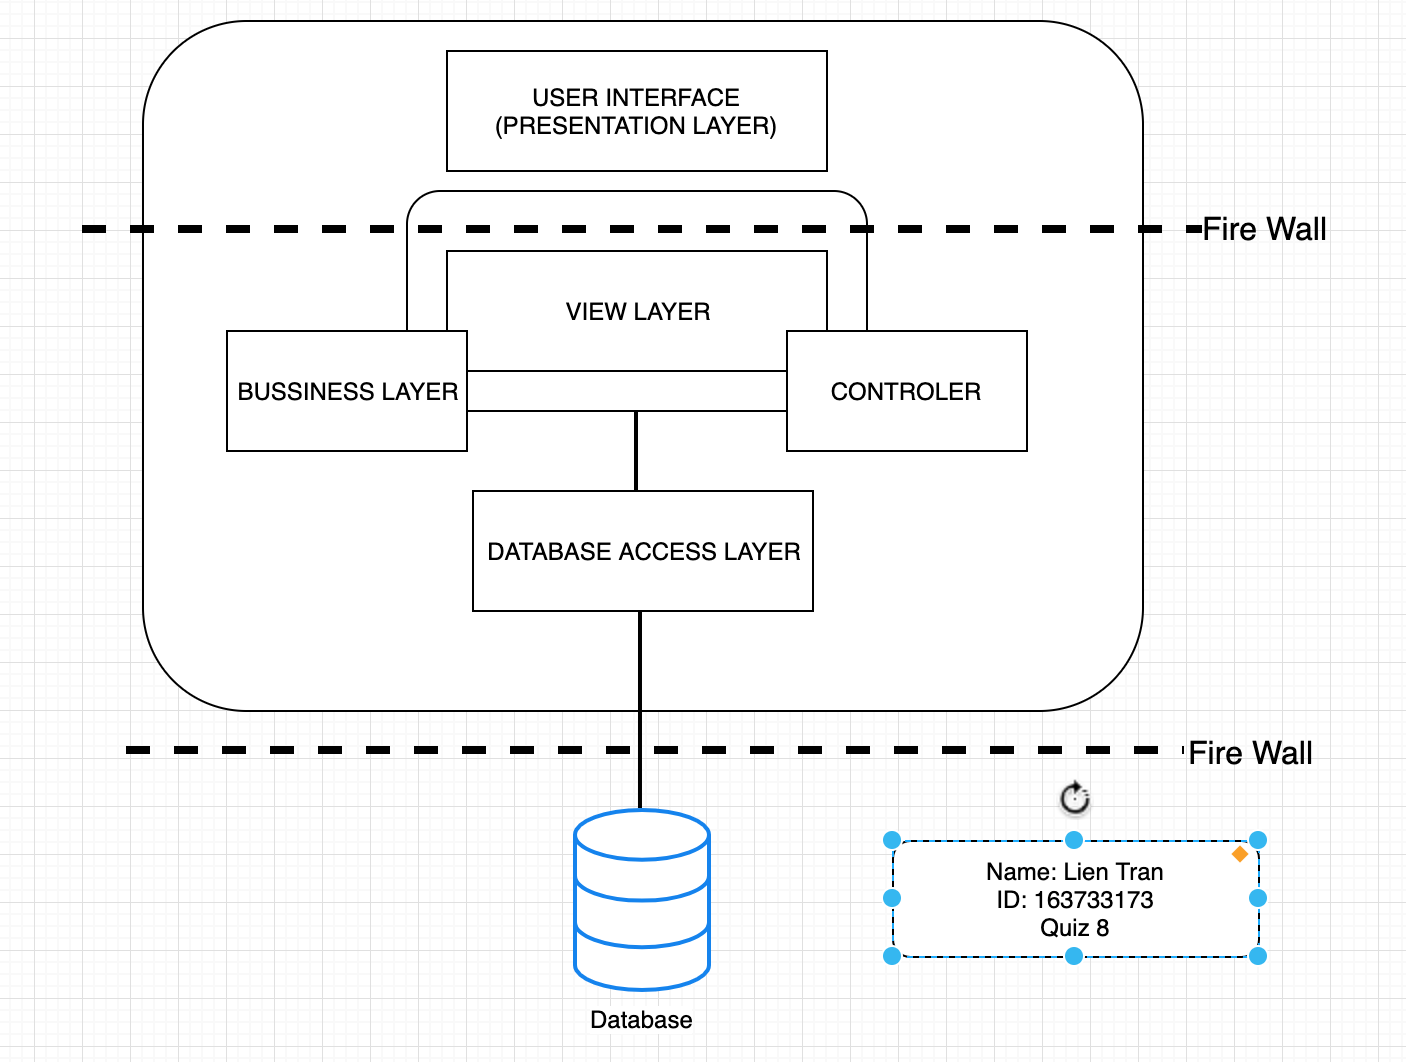 USER INTERFACE
(PRESENTATION LAYER)
Fire Wall
VIEW LAYER
BUSSINESS LAYER
CONTROLER
DATABASE ACCESS LAYER
Fire Wall
Name: Lien Tran
ID: 163733173
Quiz 8
Database